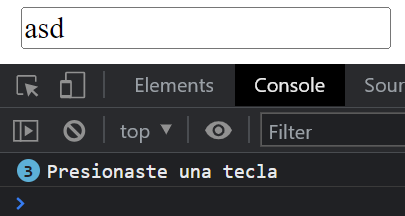 asd
Elements Console Sour
top ▼ Filter
3 Presionaste una tecla